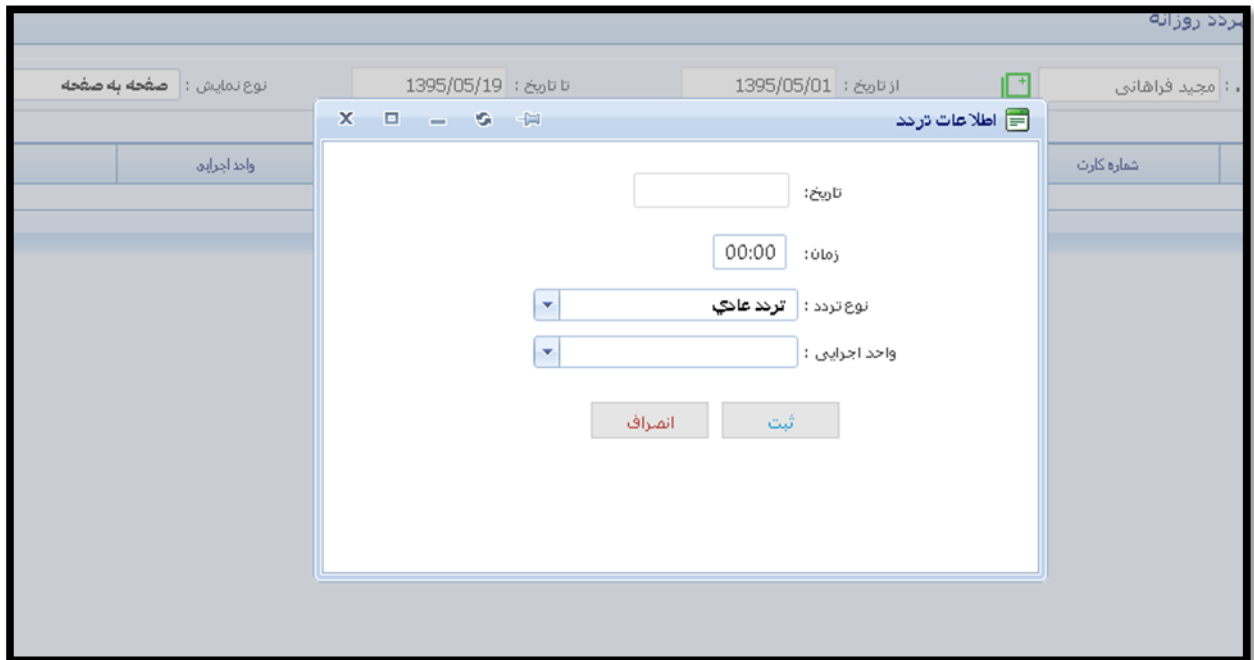 تردد روزانه
: مجید فراهانی
از تاریخ : 1395/05/01
تا تاریخ : 1395/05/19
نوع نمایش : صفحه به صفحه
شماره کارت
واحد اجرایی
اطلاعات تردد
تاریخ:
زمان: 00:00
نوع تردد : تردد عادي
واحد اجرایی :
ثبت
انصراف